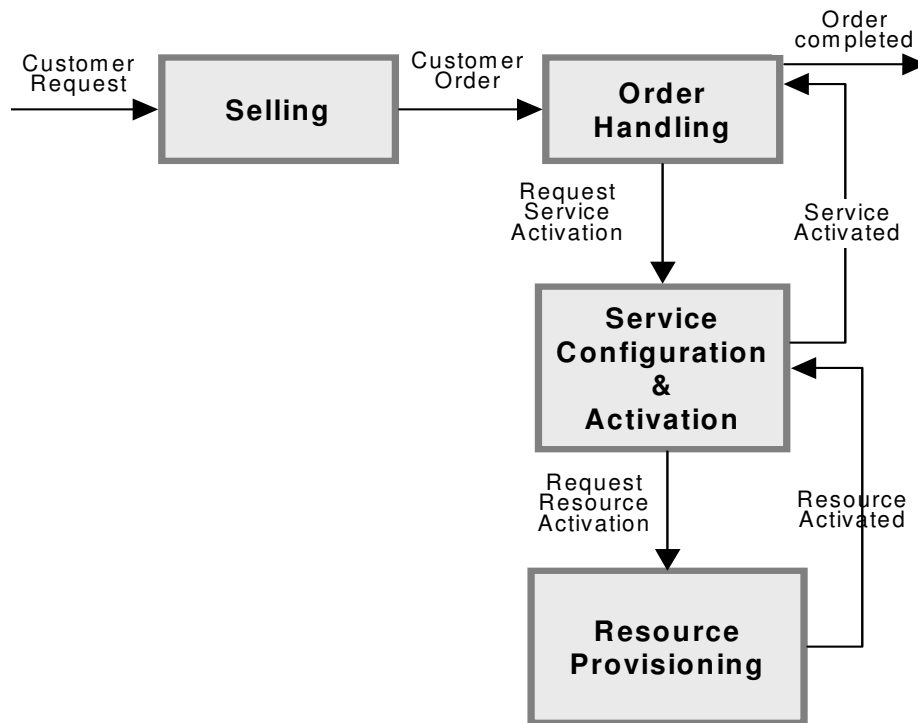 Customer
Request
Selling
Customer
Order
Order
Handling
Order
completed
Request
Service
Activation
Service
Activated
Service
Configuration
&
Activation
Request
Resource
Activation
Resource
Activated
Resource
Provisioning